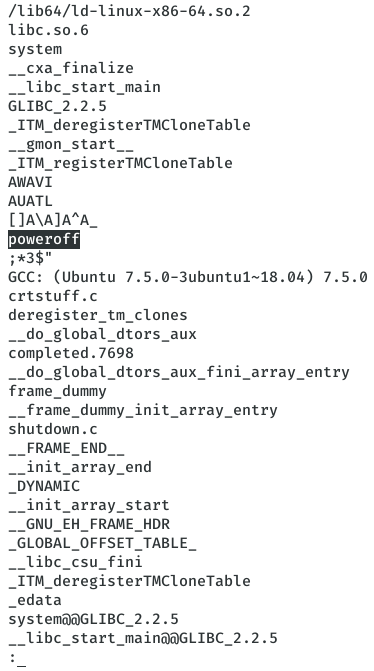 /lib64/ld-linux-x86-64.so.2
libc.so.6
system
__cxa_finalize
__libc_start_main
GLIBC_2.2.5
_ITM_deregisterTMCloneTable
__gmon_start__
_ITM_registerTMCloneTable
AWAVI
AUATL
[]A\A]A^A_
poweroff
;*3$"
GCC: (Ubuntu 7.5.0-3ubuntu1~18.04) 7.5.0
crtstuff.c
deregister_tm_clones
__do_global_dtors_aux
completed.7698
__do_global_dtors_aux_fini_array_entry
frame_dummy
__frame_dummy_init_array_entry
shutdown.c
__FRAME_END__
__init_array_end
_DYNAMIC
__init_array_start
__GNU_EH_FRAME_HDR
_GLOBAL_OFFSET_TABLE_
__libc_csu_fini
_ITM_deregisterTMCloneTable
_edata
system@@GLIBC_2.2.5
__libc_start_main@@GLIBC_2.2.5
:_